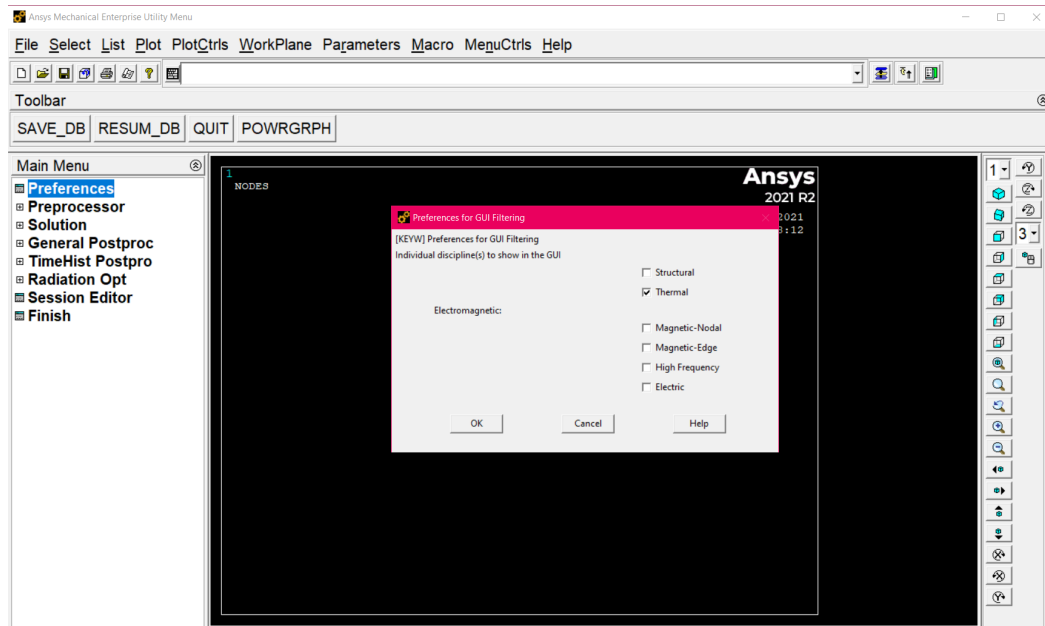 Ansys Mechanical Enterprise Utility Menu
File Select List Plot PlotCtrls WorkPlane Parameters Macro MenuCtrls Help
Toolbar
SAVE_DB RESUM_DB QUIT POWRGRPH
Main Menu
Preferences
Preprocessor
Solution
General Postproc
TimeHist Postpro
Radiation Opt
Session Editor
Finish
1
NODES
Ansys
2021 R2
2021
3:12
Preferences for GUI Filtering
[KEYW] Preferences for GUI Filtering
Individual discipline(s) to show in the GUI
Structural
Thermal
Electromagnetic:
Magnetic-Nodal
Magnetic-Edge
High Frequency
Electric
OK Cancel Help
1
3